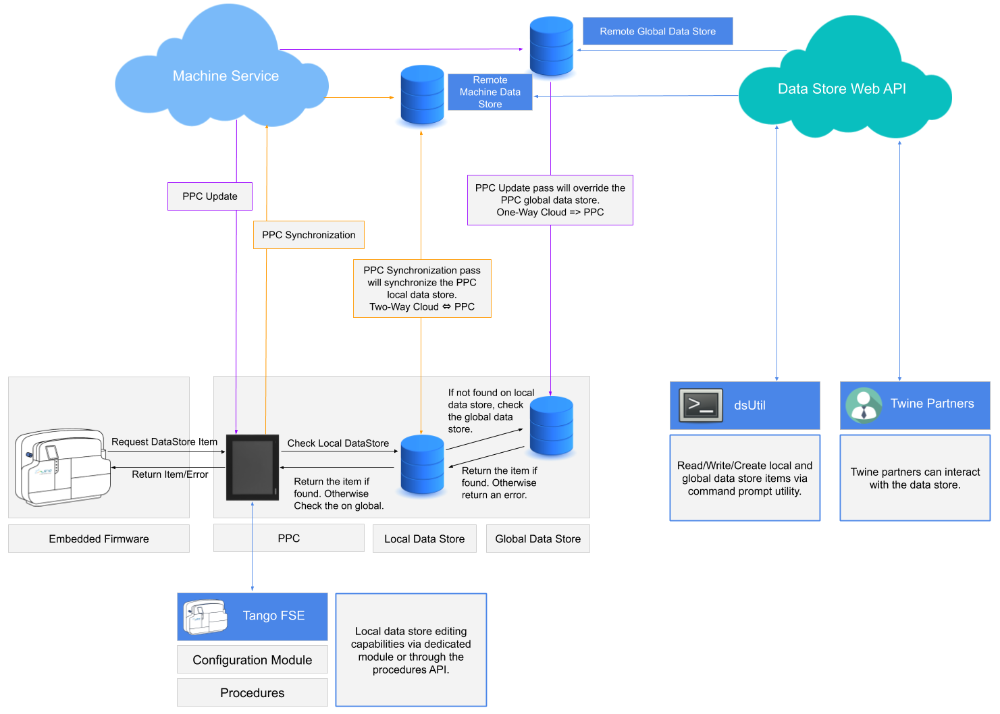 Remote Global Data Store
Machine Service
Remote
Machine Data
Store
Data Store Web API
PPC Update
PPC Update pass will override the
PPC global data store.
One-Way Cloud => PPC
PPC Synchronization
PPC Synchronization pass
will synchronize the PPC
local data store.
Two-Way Cloud ⇔ PPC
If not found on local
data store, check
the global data
store.
Request DataStore Item
Check Local DataStore
Return Item/Error
Return the item if
found. Otherwise
Check the on global.
Return the item if
found. Otherwise
return an error.
>_
dsUtil
Twine Partners
Read/Write/Create local and
global data store items via
command prompt utility.
Twine partners can interact
with the data store.
Embedded Firmware
PPC
Local Data Store
Global Data Store
Tango FSE
Configuration Module
Procedures
Local data store editing
capabilities via dedicated
module or through the
procedures API.